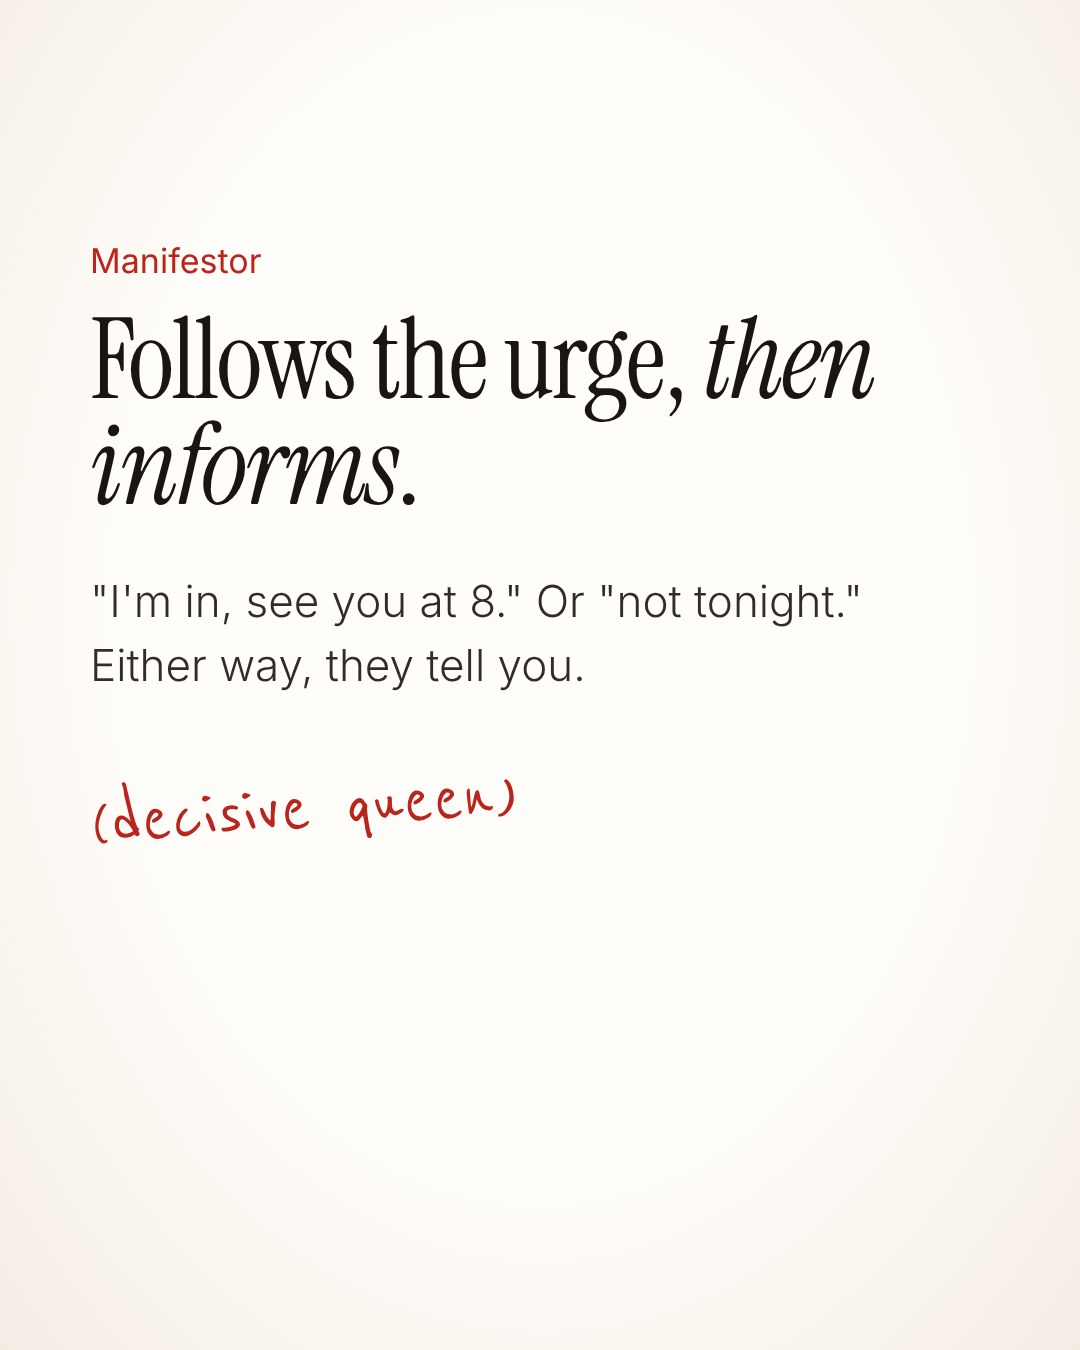 Manifestor
Follows the urge, then
informs.
"I'm in, see you at 8." Or "not tonight."
Either way, they tell you.
(decisive queen)